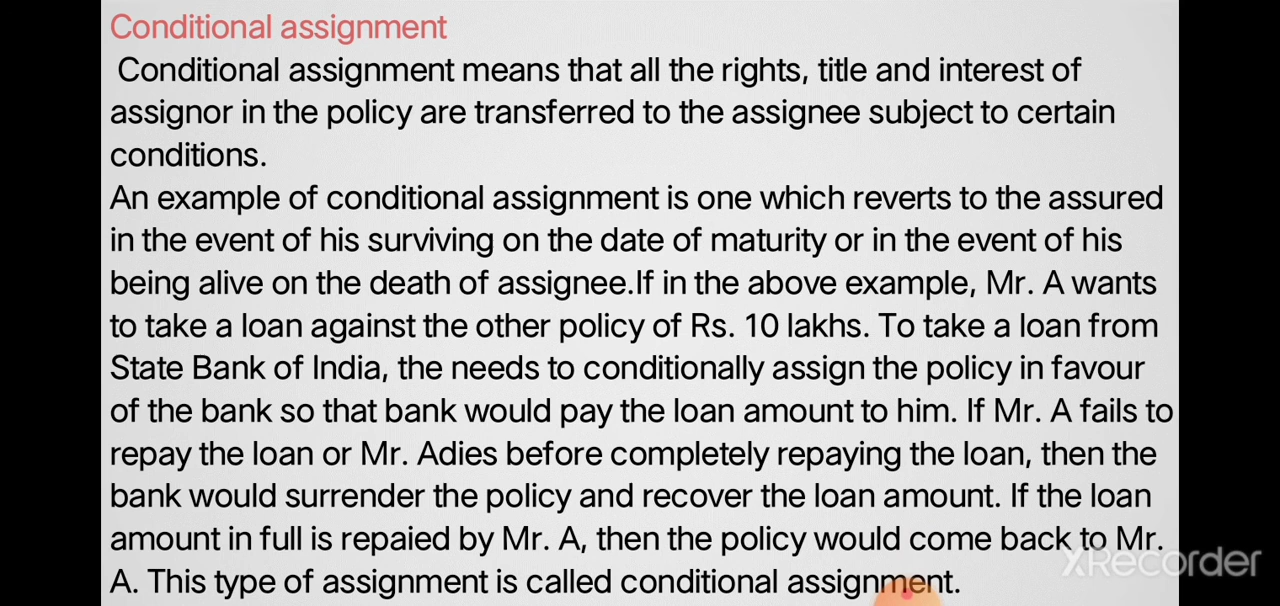 Conditional assignment
Conditional assignment means that all the rights, title and interest of
assignor in the policy are transferred to the assignee subject to certain
conditions.
An example of conditional assignment is one which reverts to the assured
in the event of his surviving on the date of maturity or in the event of his
being alive on the death of assignee.If in the above example, Mr. A wants
to take a loan against the other policy of Rs. 10 lakhs. To take a loan from
State Bank of India, the needs to conditionally assign the policy in favour
of the bank so that bank would pay the loan amount to him. If Mr. A fails to
repay the loan or Mr. Adies before completely repaying the loan, then the
bank would surrender the policy and recover the loan amount. If the loan
amount in full is repaied by Mr. A, then the policy would come back to Mr.
A. This type of assignment is called conditional assignment.
XRecorder